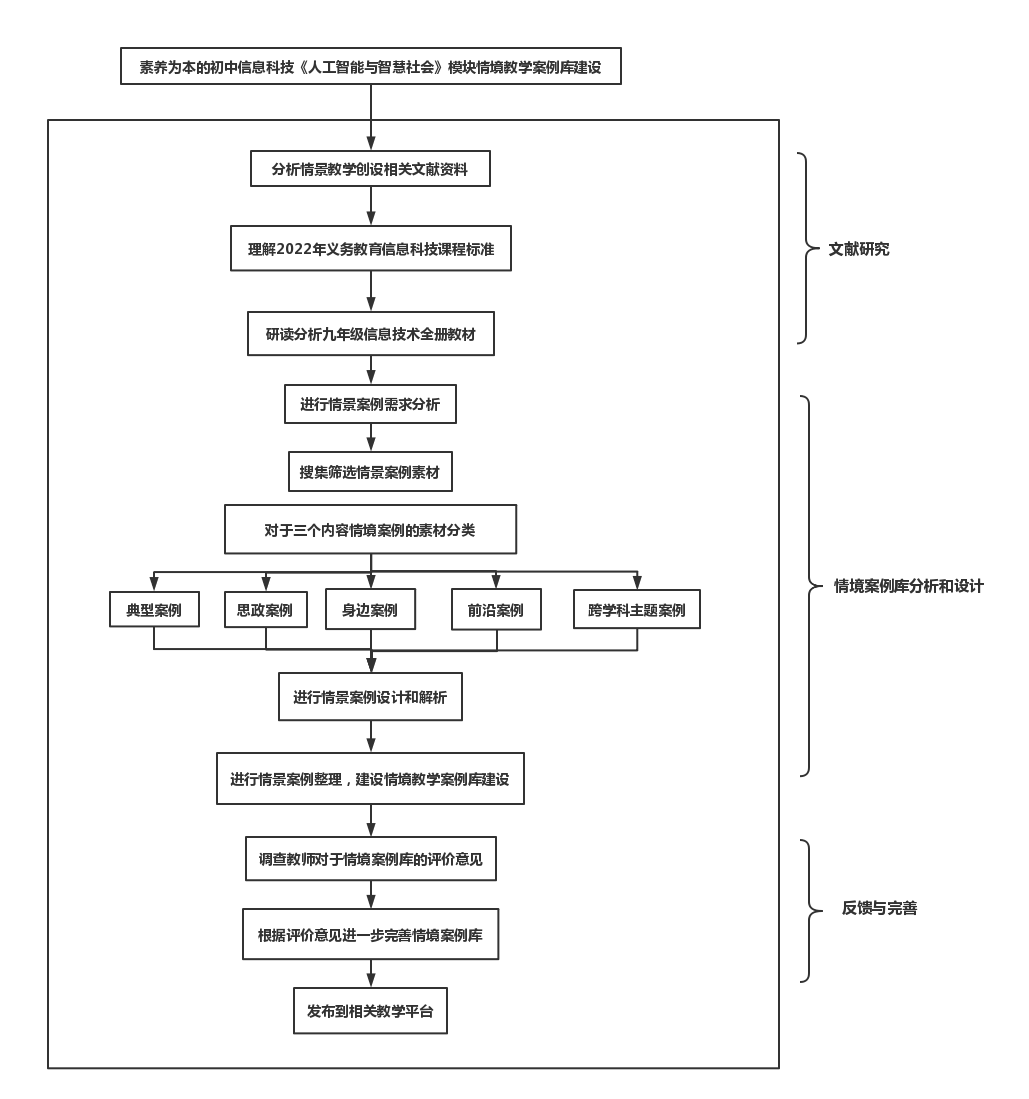 素养为本的初中信息科技《人工智能与智慧社会》模块情境教学案例库建设
分析情景教学创设相关文献资料
理解2022年义务教育信息科技课程标准
研读分析九年级信息技术全册教材
文献研究
进行情景案例需求分析
搜集筛选情景案例素材
对于三个内容情境案例的素材分类
典型案例
思政案例
身边案例
前沿案例
跨学科主题案例
进行情景案例设计和解析
进行情景案例整理，建设情境教学案例库建设
情境案例库分析和设计
调查教师对于情境案例库的评价意见
根据评价意见进一步完善情境案例库
发布到相关教学平台
反馈与完善